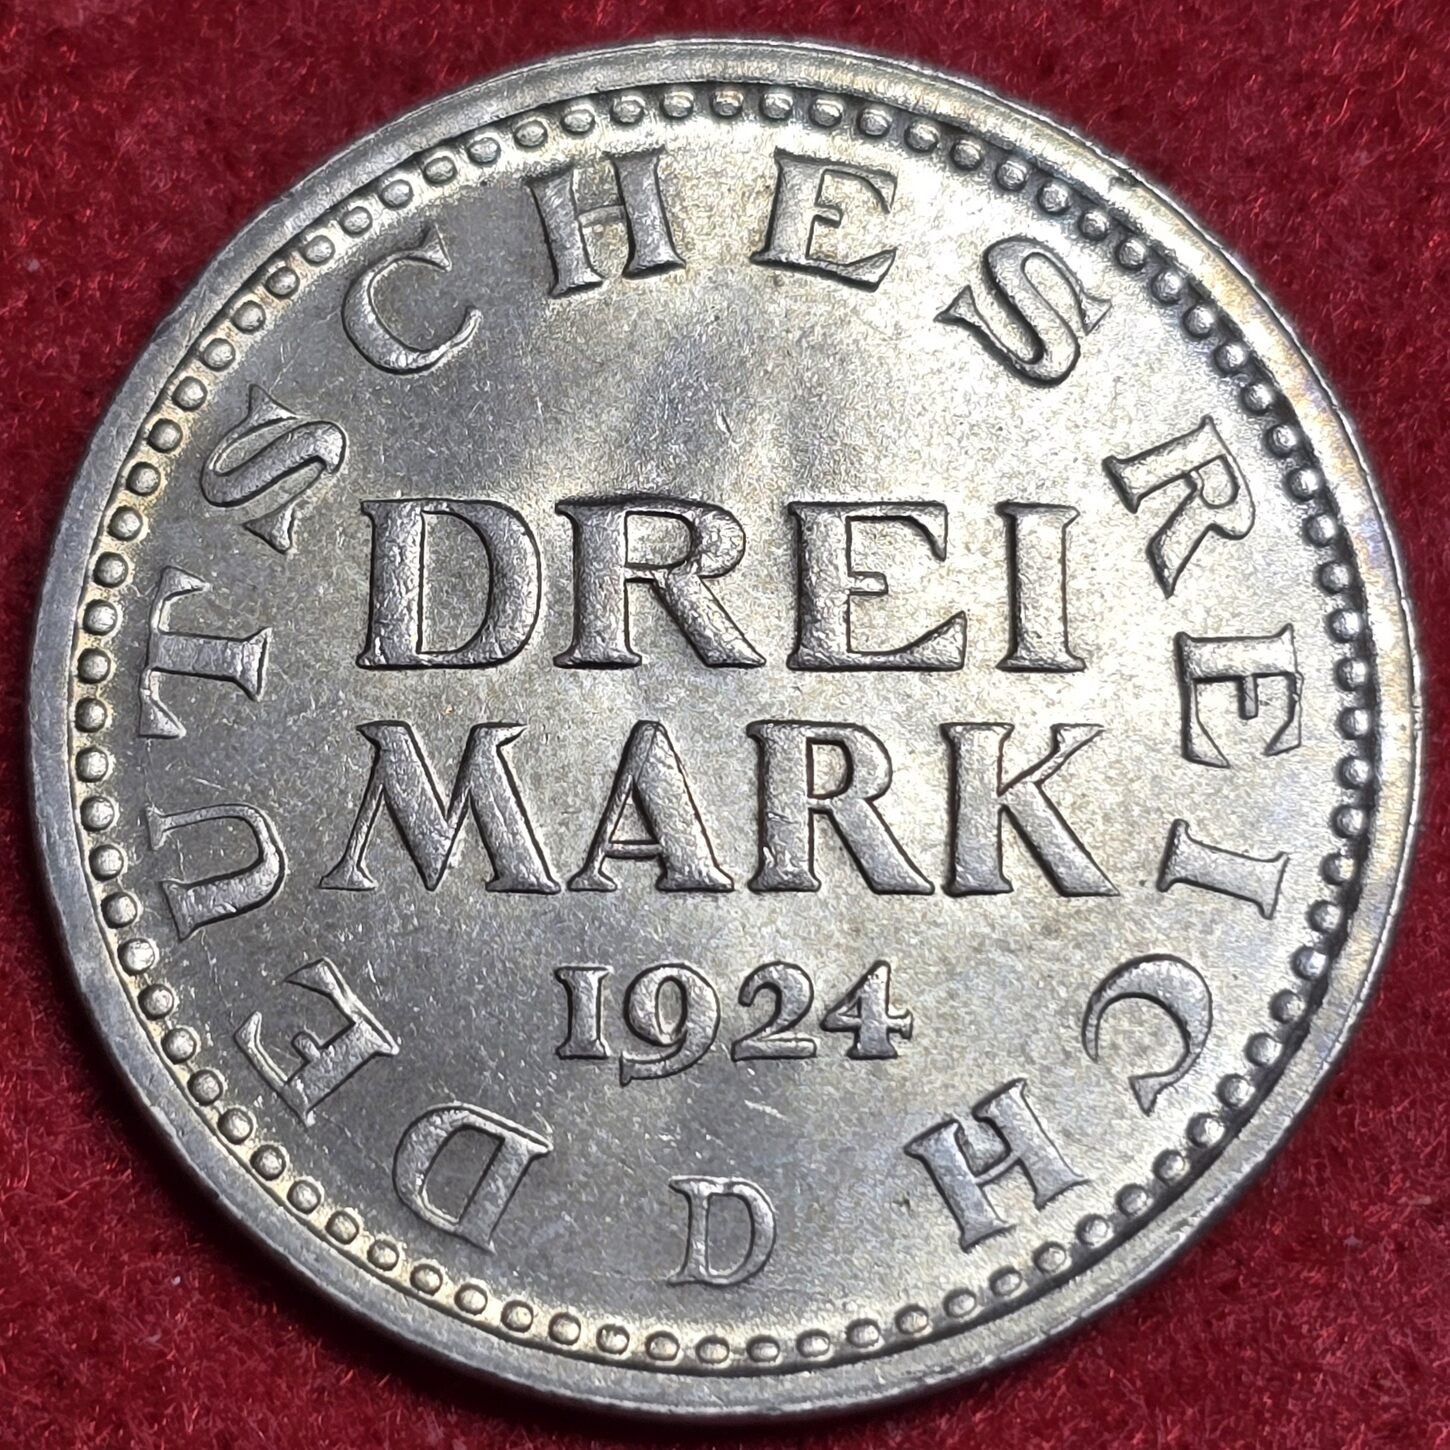 DEUTSCHES REICH
DREI
MARK
1924
D